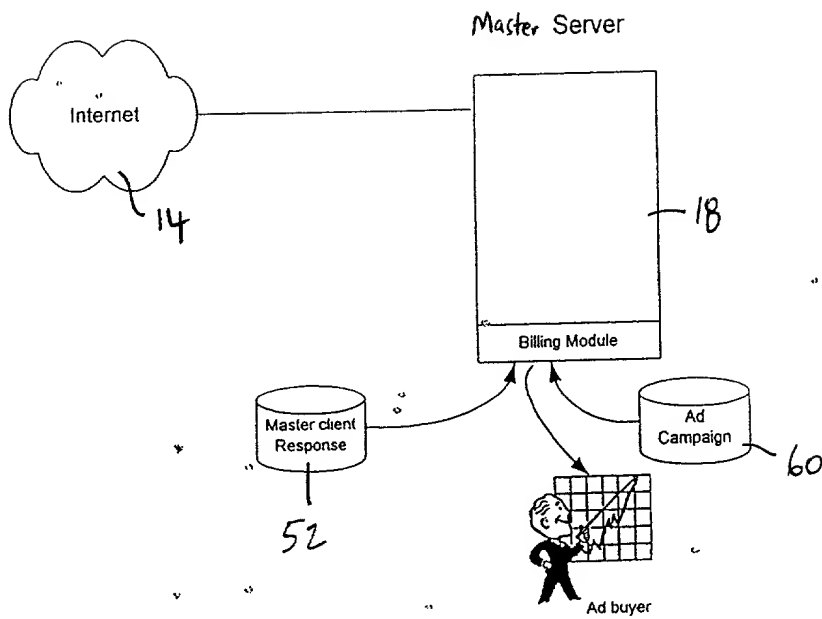 Master Server
Internet
14
18
Billing Module
Master client
Response
Ad
Campaign
60
52
Ad buyer